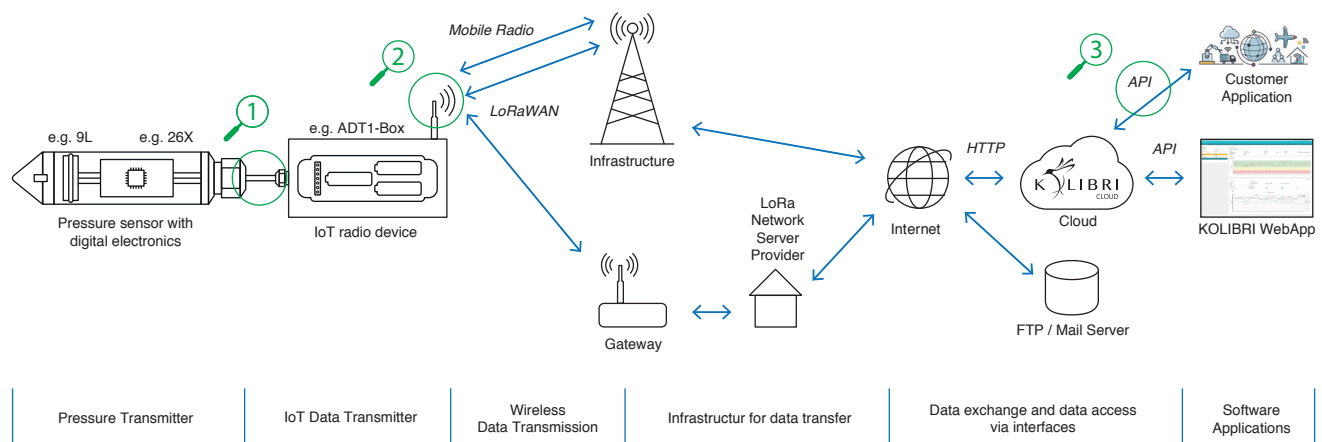 1
e.g. 9L
e.g. 26X
Pressure sensor with
digital electronics
2
e.g. ADT1-Box
IoT radio device
Mobile Radio
LoRaWAN
Infrastructure
Gateway
LoRa
Network
Server
Provider
Internet
HTTP
KOLIBRI
CLOUD
Cloud
FTP / Mail Server
3
API
Customer
Application
API
KOLIBRI WebApp
Pressure Transmitter
IoT Data Transmitter
Wireless
Data Transmission
Infrastructur for data transfer
Data exchange and data access
via interfaces
Software
Applications